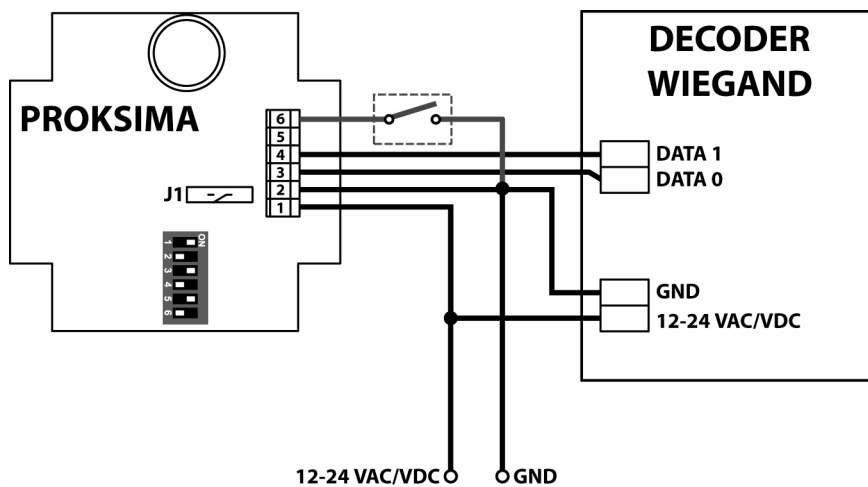 DECODER
WIEGAND
PROKSIMA
6
5
4
3
2
1
DATA 1
DATA 0
J1
ON
1
2
3
4
5
6
GND
12-24 VAC/VDC
12-24 VAC/VDC
GND